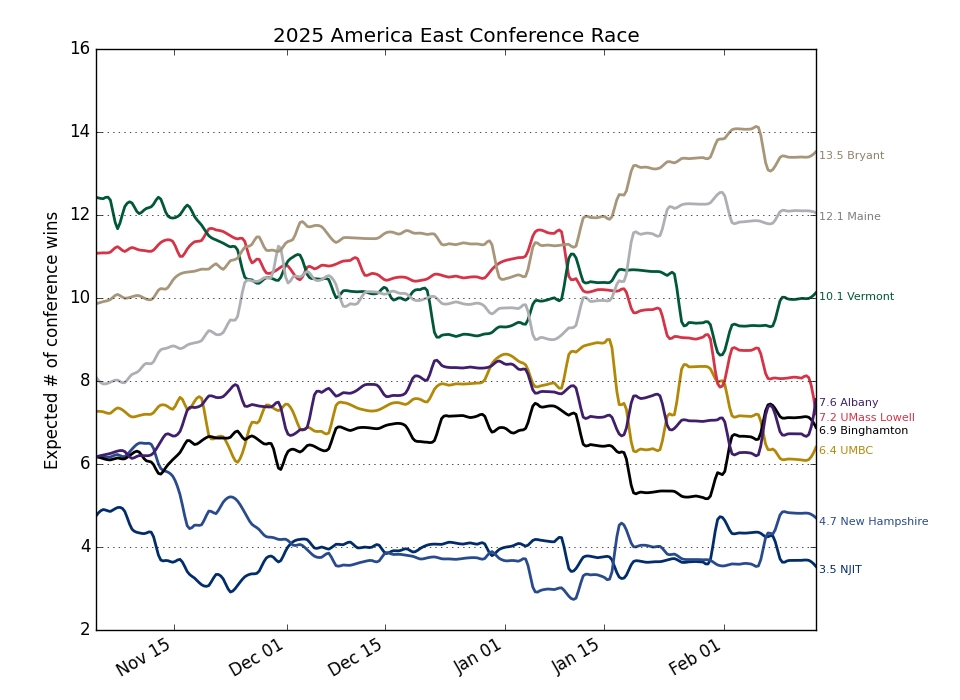 2025 America East Conference Race
Expected # of conference wins
16
14
12
10
8
6
4
2
13.5 Bryant
12.1 Maine
10.1 Vermont
7.6 Albany
7.2 UMass Lowell
6.9 Binghamton
6.4 UMBC
4.7 New Hampshire
3.5 NJIT
Nov 15
Dec 01
Dec 15
Jan 01
Jan 15
Feb 01